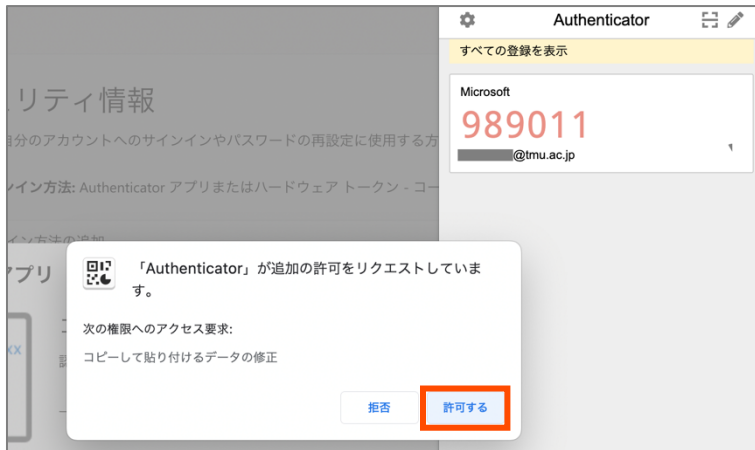 Authenticator
すべての登録を表示
Microsoft
989011
@tmu.ac.jp
リティ情報
自分のアカウントへのサインインやパスワードの再設定に使用する方
ンイン方法: Authenticator アプリまたはハードウェア トークン - コー
イン方法の追加
アプリ
「Authenticator」が追加の許可をリクエストしていま
す。
次の権限へのアクセス要求:
コピーして貼り付けるデータの修正
拒否
許可する